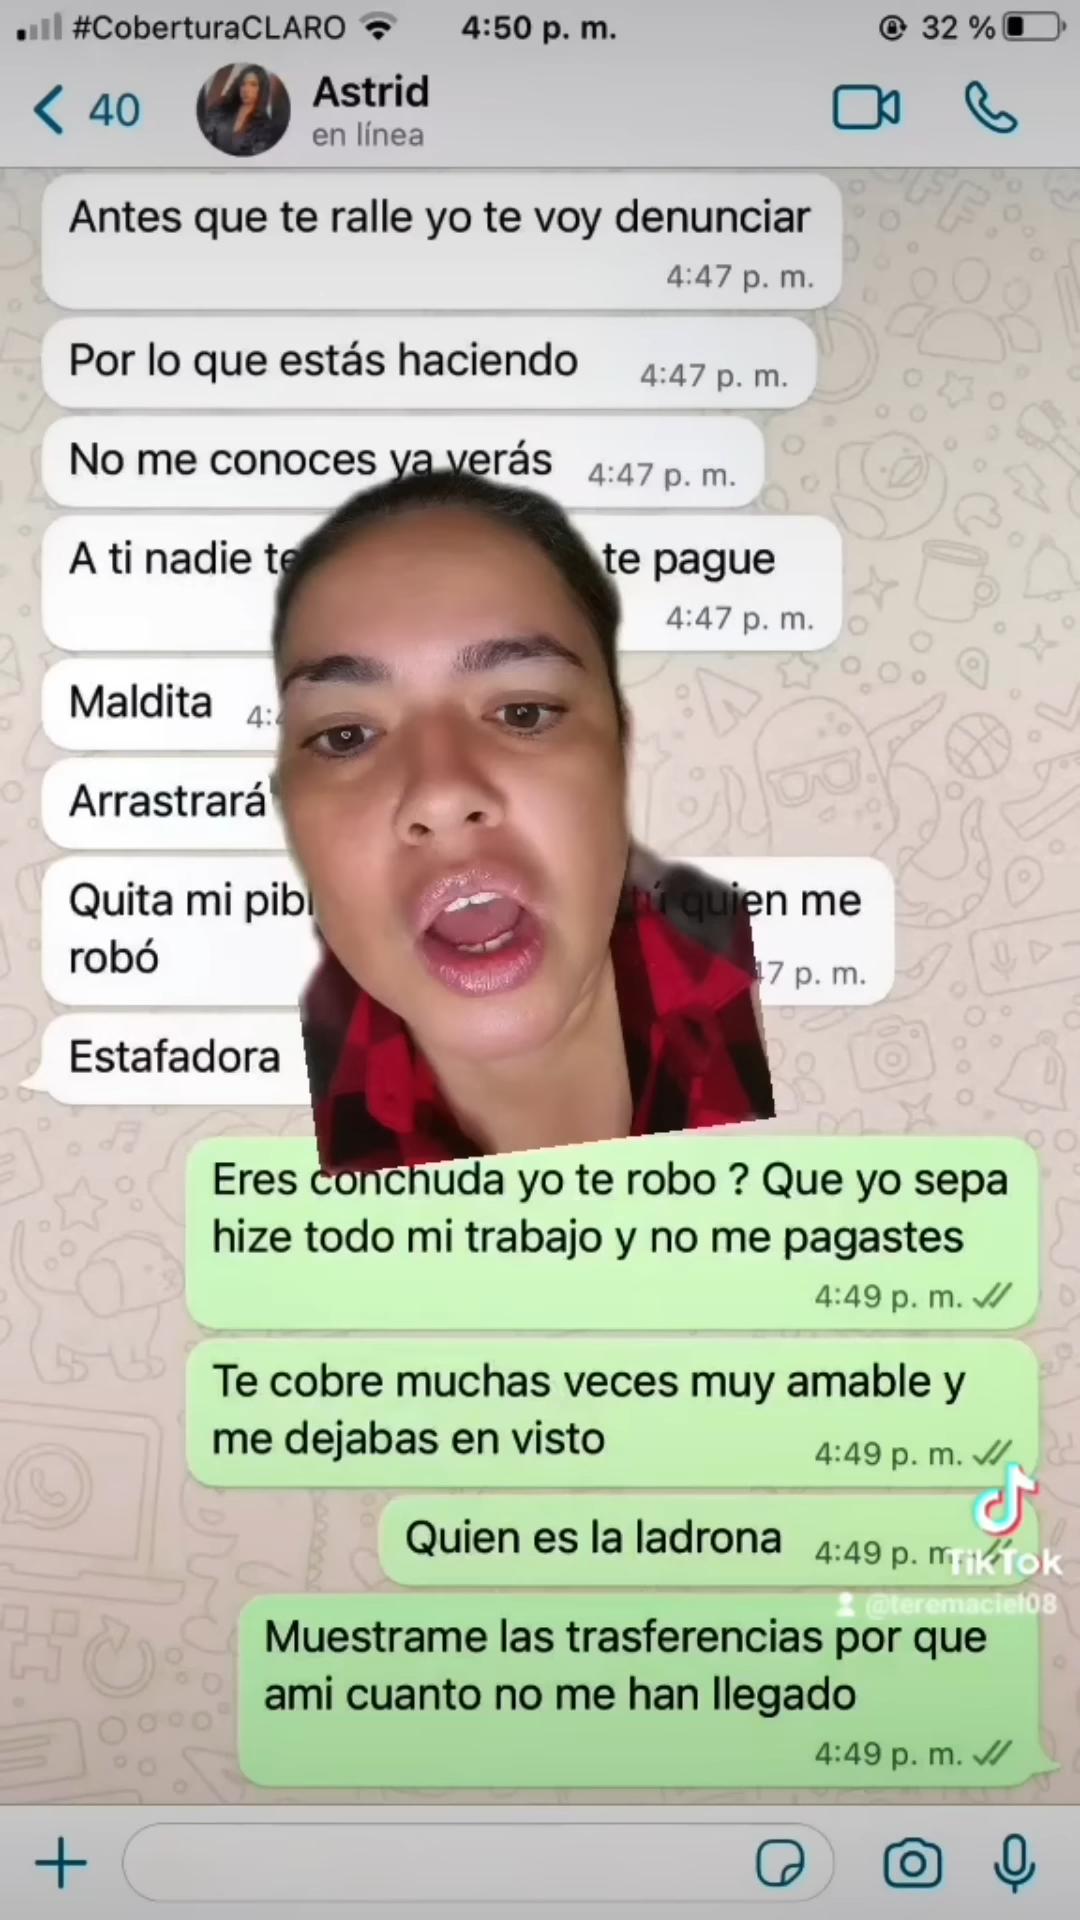 #CoberturaCLARO 4:50 p. m. 32 %
40 Astrid
en línea
Antes que te ralle yo te voy denunciar
4:47 p. m.
Por lo que estás haciendo 4:47 p. m.
No me conoces ya verás 4:47 p. m.
A ti nadie te te pague
4:47 p. m.
Maldita
Arrastrará
Quita mi tú quien me
robó p. m.
Estafadora
Eres conchuda yo te robo ? Que yo sepa
hize todo mi trabajo y no me pagastes
4:49 p. m.
Te cobre muchas veces muy amable y
me dejabas en visto 4:49 p. m.
Quien es la ladrona 4:49 p. m.
TikTok
@teremaciel08
Muestrame las trasferencias por que
ami cuanto no me han llegado
4:49 p. m.